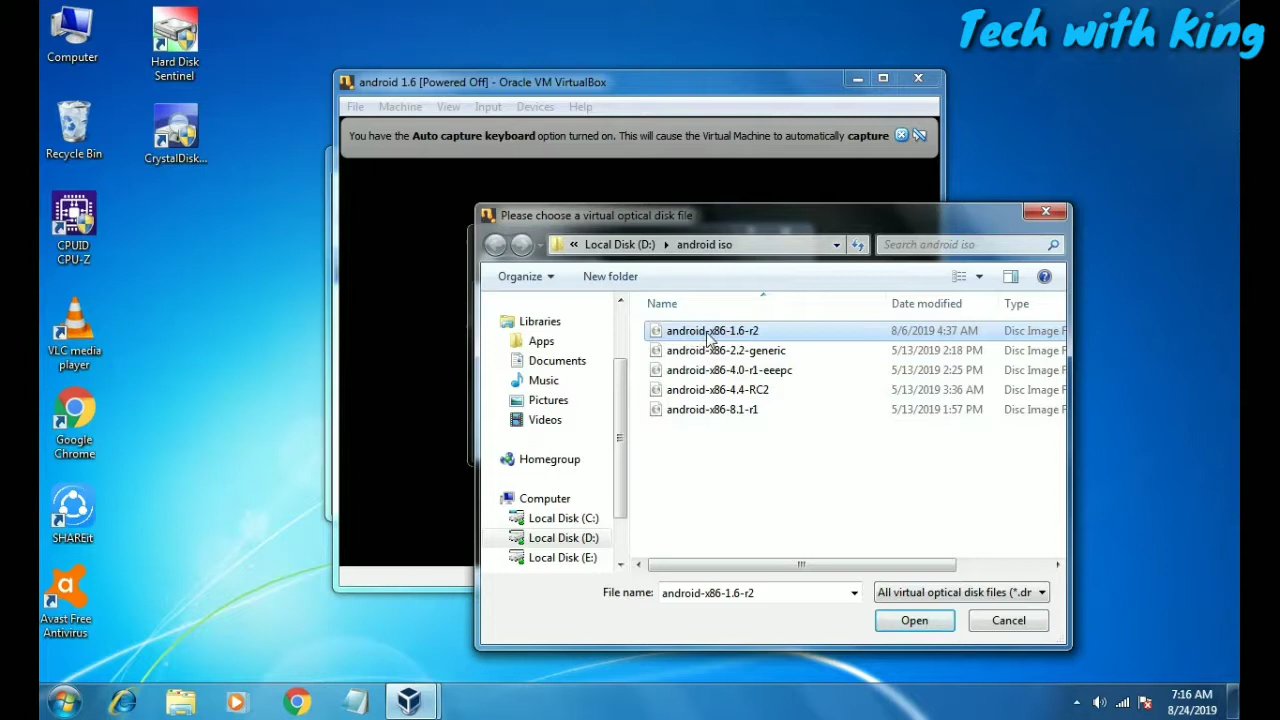 Tech with King
Computer
Hard Disk
Sentinel
Recycle Bin
CrystalDisk...
CPUID
CPU-Z
VLC media
player
Google
Chrome
SHAREit
Avast Free
Antivirus
android 1.6 [Powered Off] - Oracle VM VirtualBox
File Machine View Input Devices Help
You have the Auto capture keyboard option turned on. This will cause the Virtual Machine to automatically capture
Please choose a virtual optical disk file
« Local Disk (D:) android iso
Search android iso
Organize New folder
Name Date modified Type
Libraries
Apps
Documents
Music
Pictures
Videos
Homegroup
Computer
Local Disk (C:)
Local Disk (D:)
Local Disk (E:)
android-x86-1.6-r2 8/6/2019 4:37 AM Disc Image F
android-x86-2.2-generic 5/13/2019 2:18 PM Disc Image F
android-x86-4.0-r1-eeepc 5/13/2019 2:25 PM Disc Image F
android-x86-4.4-RC2 5/13/2019 3:36 AM Disc Image F
android-x86-8.1-r1 5/13/2019 1:57 PM Disc Image F
File name: android-x86-1.6-r2 All virtual optical disk files (*.dr
Open Cancel
7:16 AM
8/24/2019